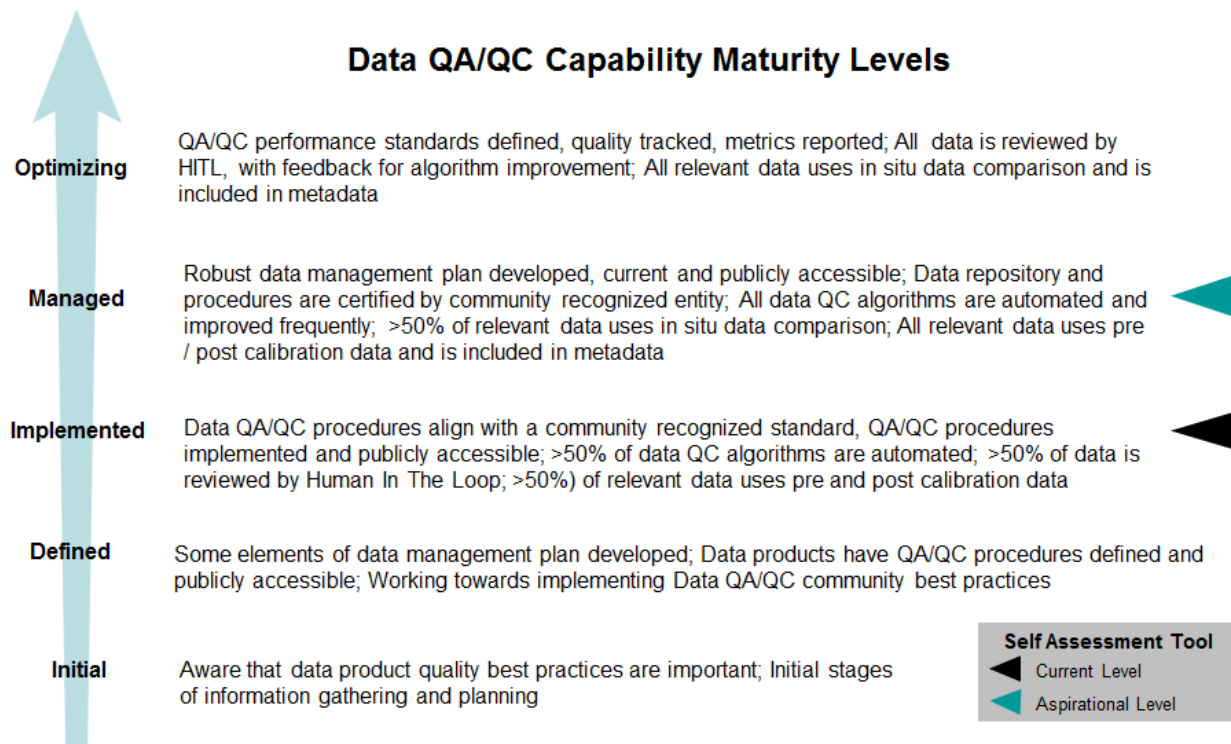 Data QA/QC Capability Maturity Levels
Optimizing
QA/QC performance standards defined, quality tracked, metrics reported; All data is reviewed by
HITL, with feedback for algorithm improvement; All relevant data uses in situ data comparison and is
included in metadata
Managed
Robust data management plan developed, current and publicly accessible; Data repository and
procedures are certified by community recognized entity; All data QC algorithms are automated and
improved frequently; >50% of relevant data uses in situ data comparison; All relevant data uses pre
/ post calibration data and is included in metadata
Implemented
Data QA/QC procedures align with a community recognized standard, QA/QC procedures
implemented and publicly accessible; >50% of data QC algorithms are automated; >50% of data is
reviewed by Human In The Loop; >50%) of relevant data uses pre and post calibration data
Defined
Some elements of data management plan developed; Data products have QA/QC procedures defined and
publicly accessible; Working towards implementing Data QA/QC community best practices
Initial
Aware that data product quality best practices are important; Initial stages
of information gathering and planning
Self Assessment Tool
Current Level
Aspirational Level